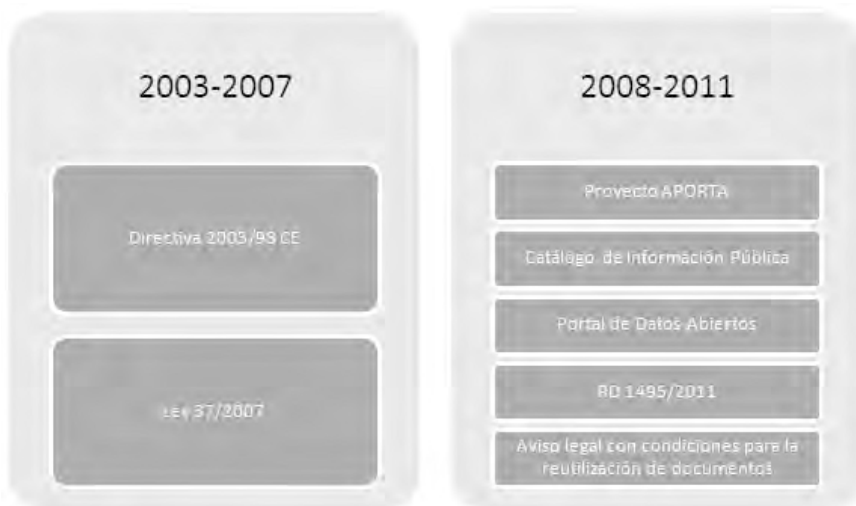 2003-2007
Directiva 2003/98 CE
Ley 37/2007
2008-2011
Proyecto APORTA
Catálogo de Información Pública
Portal de Datos Abiertos
RD 1495/2011
Aviso legal con condiciones para la
reutilización de documentos